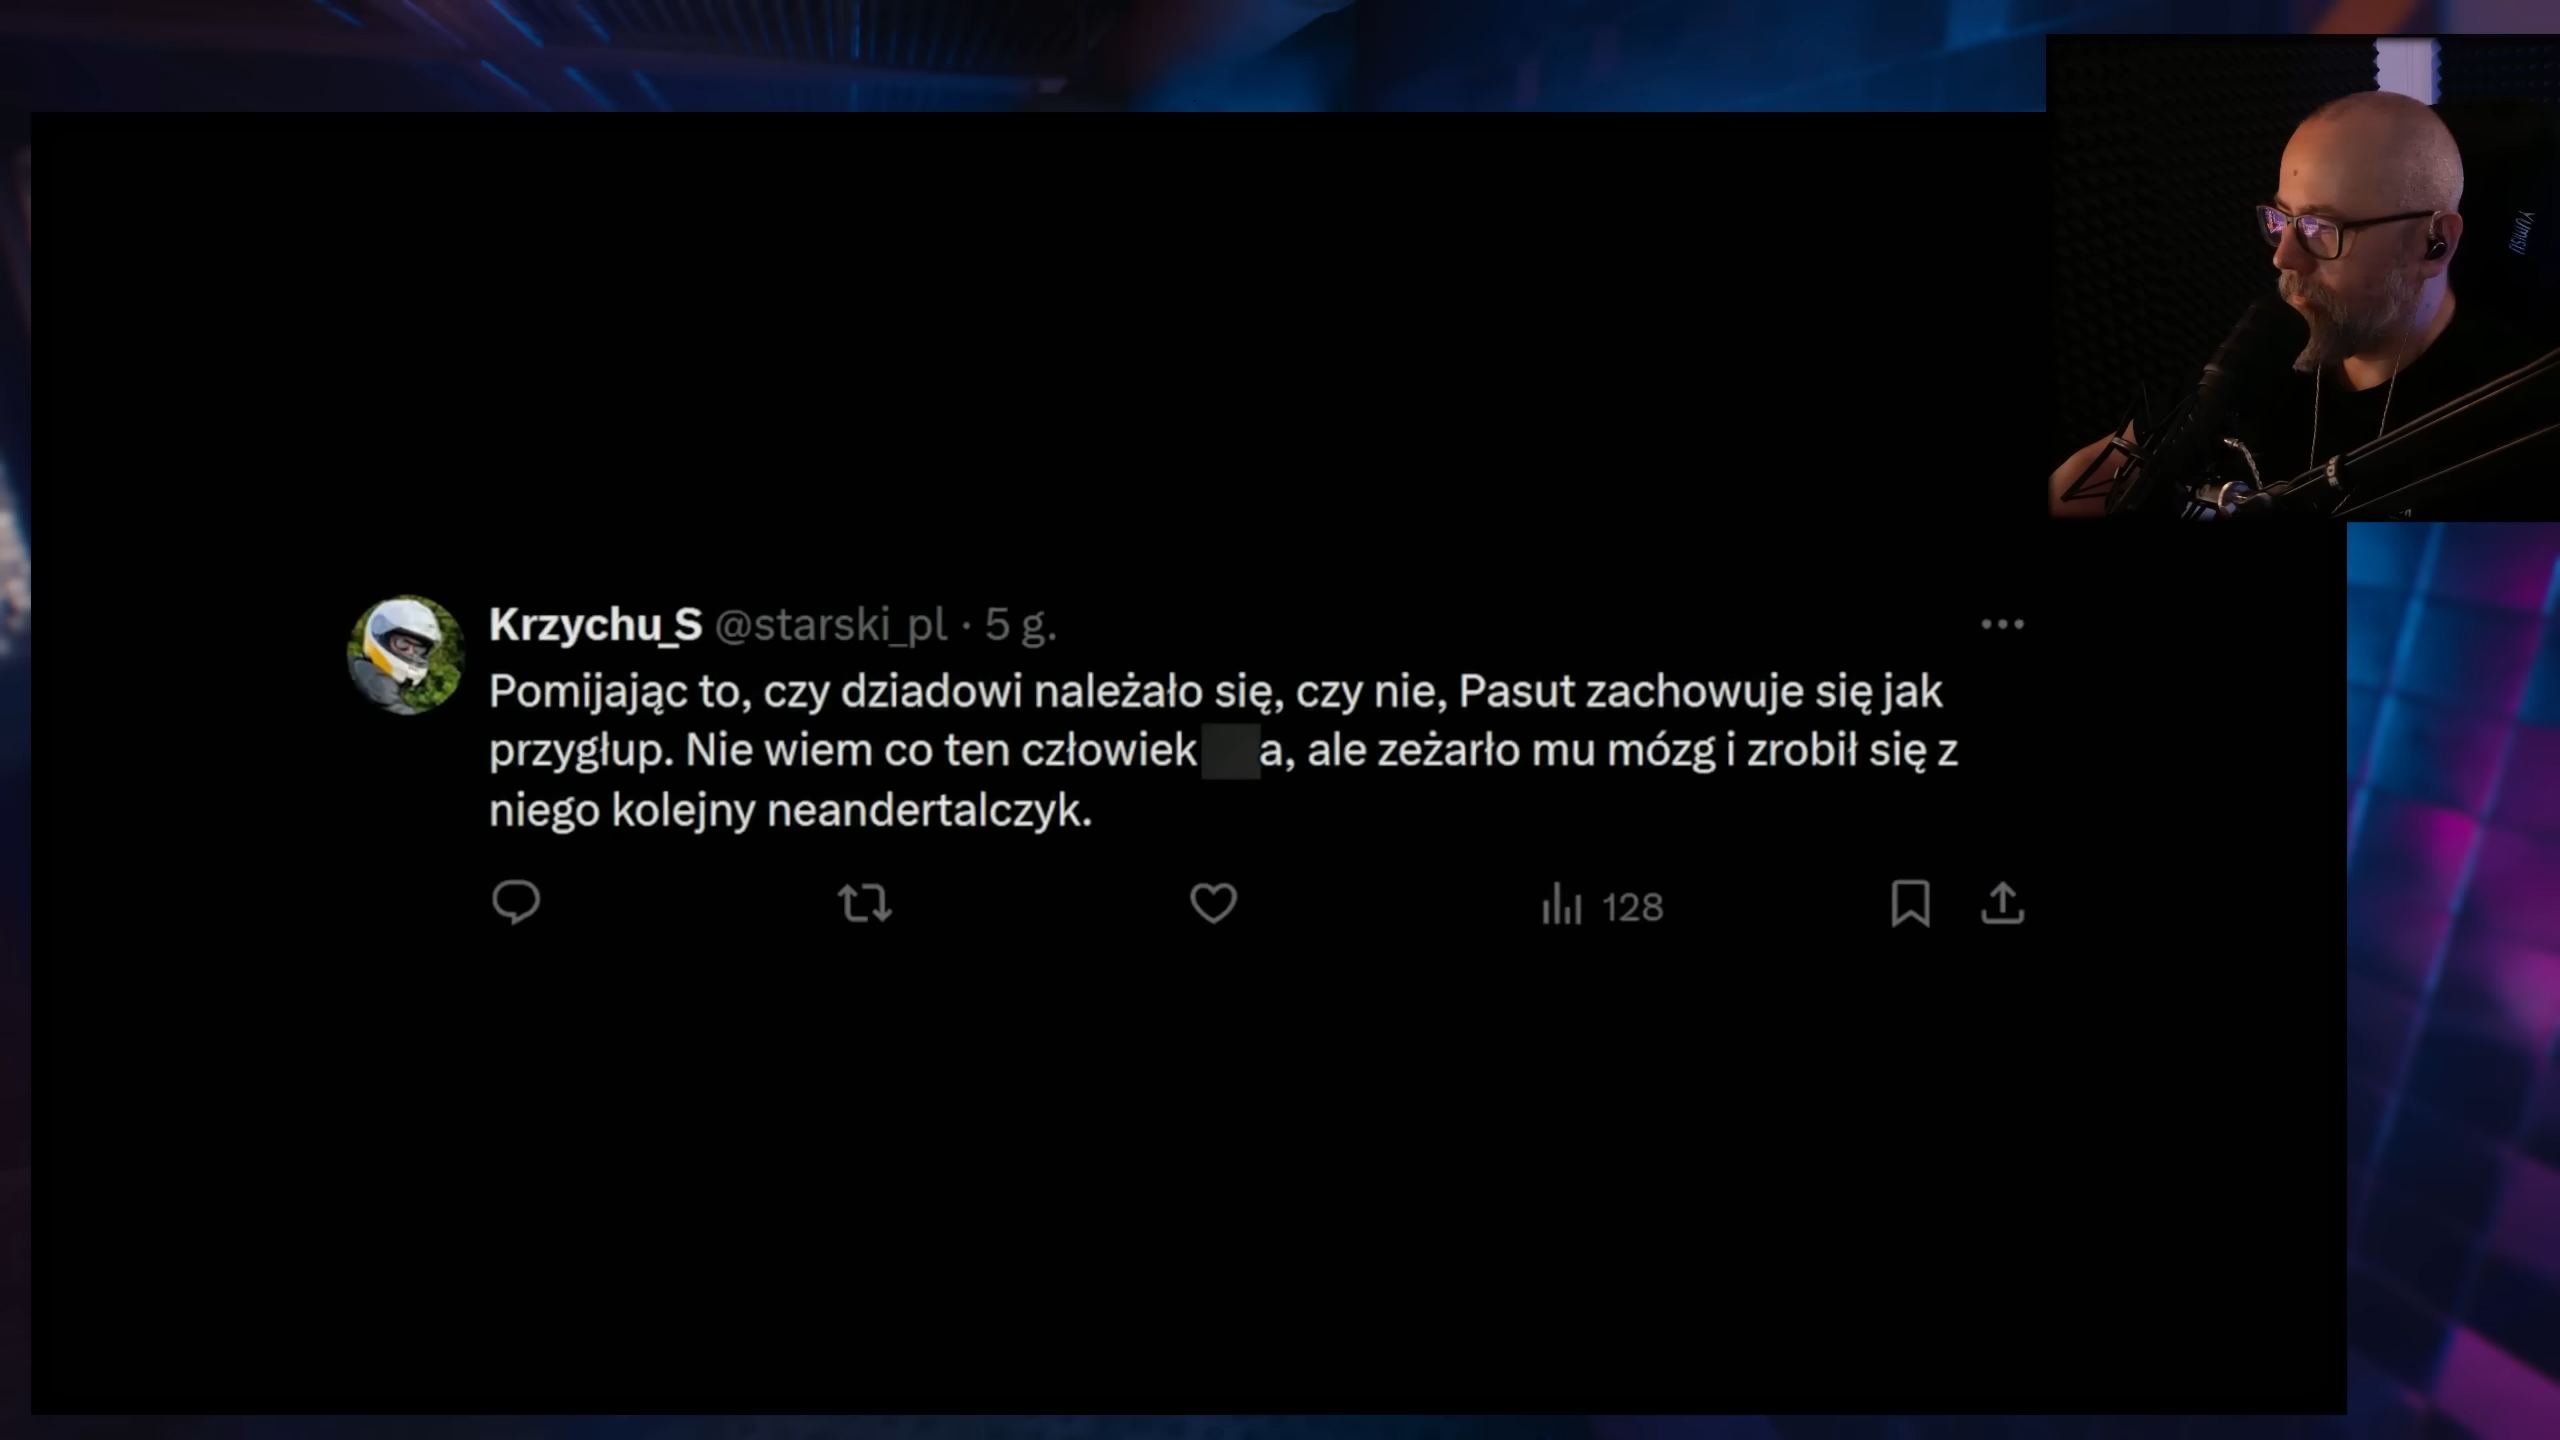 Krzychu_S @starski_pl · 5 g.
Pomijając to, czy dziadowi należało się, czy nie, Pasut zachowuje się jak
przygłup. Nie wiem co ten człowiek a, ale zeżarło mu mózg i zrobił się z
niego kolejny neandertalczyk.
128